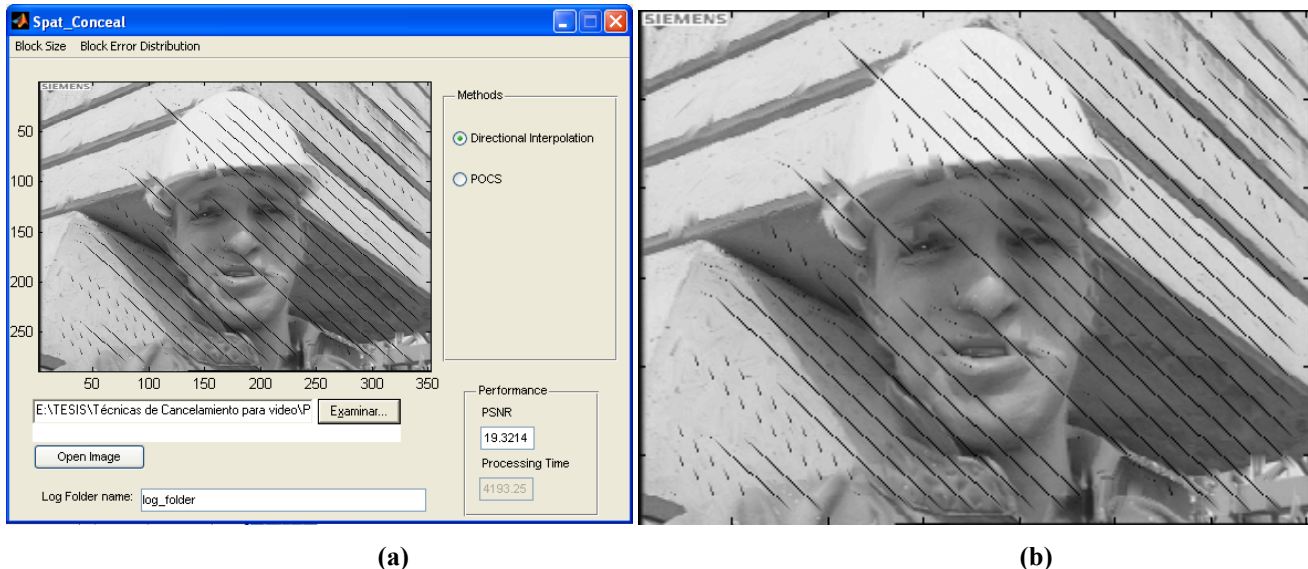 Spat_Conceal
Block Size Block Error Distribution
SIEMENS
50
100
150
200
250
50 100 150 200 250 300 350
Methods
Directional Interpolation
POCS
E:\TESIS\Técnicas de Cancelamiento para video\P Examinar...
Open Image
Log Folder name: log_folder
Performance
PSNR
19.3214
Processing Time
4193.25
SIEMENS
(a) (b)